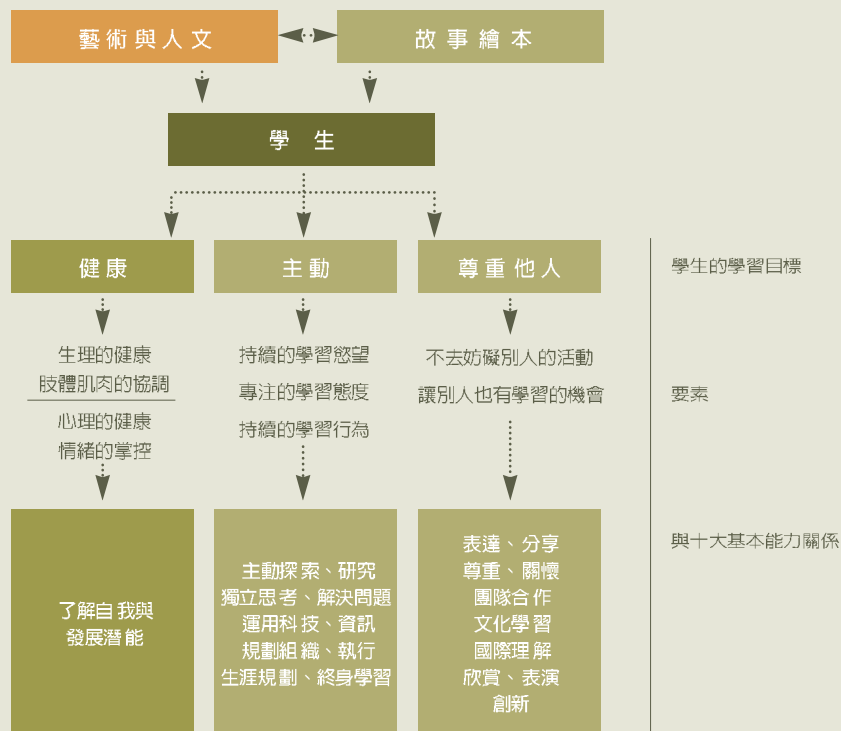 藝術與人文
故事繪本
學 生
健康
主動
尊重他人
學生的學習目標
生理的健康
肢體肌肉的協調
心理的健康
情緒的掌控
持續的學習慾望
專注的學習態度
持續的學習行為
不去妨礙別人的活動
讓別人也有學習的機會
要素
了解自我與
發展潛能
主動探索、研究
獨立思考、解決問題
運用科技、資訊
規劃組織、執行
生涯規劃、終身學習
表達、分享
尊重、關懷
團隊合作
文化學習
國際理解
欣賞、表演
創新
與十大基本能力關係